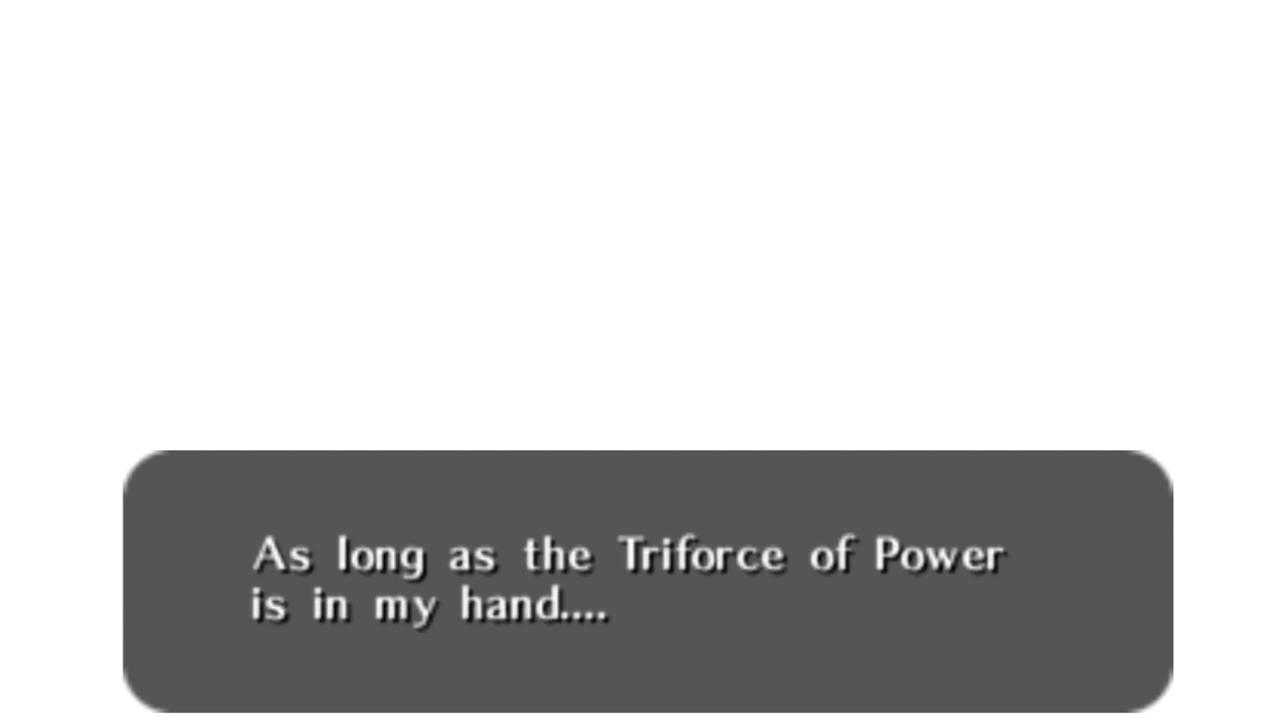 As long as the Triforce of Power
is in my hand....